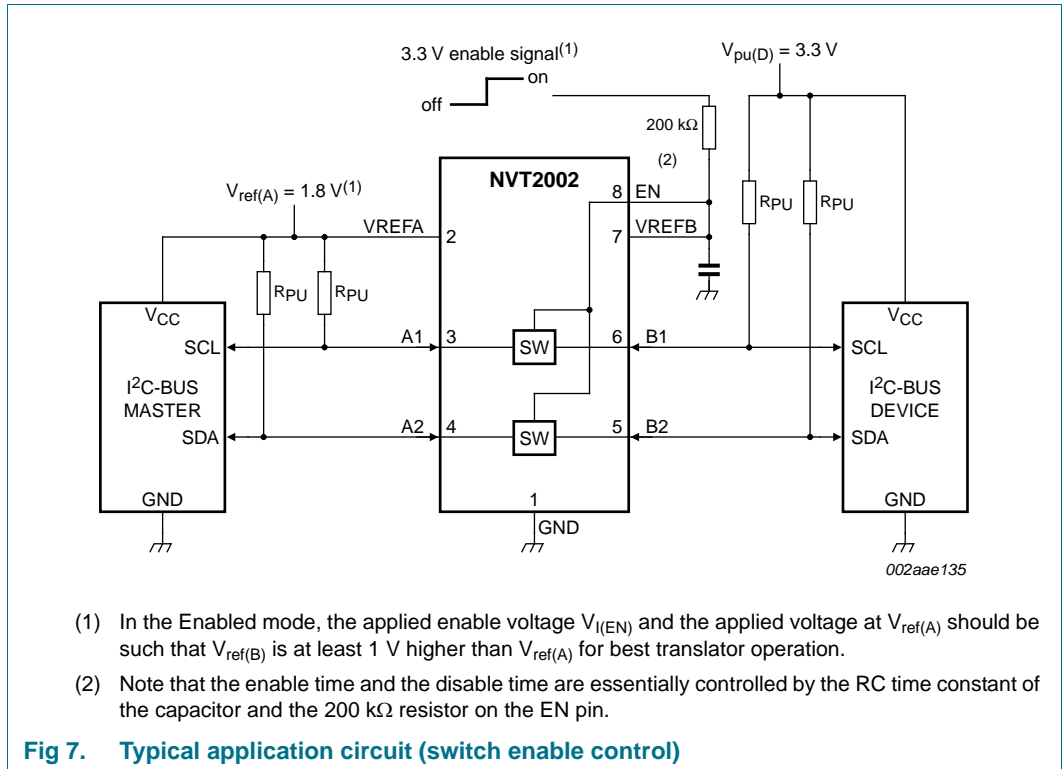 3.3 V enable signal(1)
on
off
Vpu(D) = 3.3 V
200 kΩ
(2)
NVT2002
Vref(A) = 1.8 V(1)
8 EN
RPU RPU
VREFA 2
7 VREFB
RPU RPU
VCC
VCC
SCL
A1 3
SW
6 B1
SCL
I2C-BUS
MASTER
I2C-BUS
DEVICE
SDA
A2 4
SW
5 B2
SDA
GND
1
GND
GND
002aae135
(1) In the Enabled mode, the applied enable voltage VI(EN) and the applied voltage at Vref(A) should be
such that Vref(B) is at least 1 V higher than Vref(A) for best translator operation.
(2) Note that the enable time and the disable time are essentially controlled by the RC time constant of
the capacitor and the 200 kΩ resistor on the EN pin.
Fig 7. Typical application circuit (switch enable control)